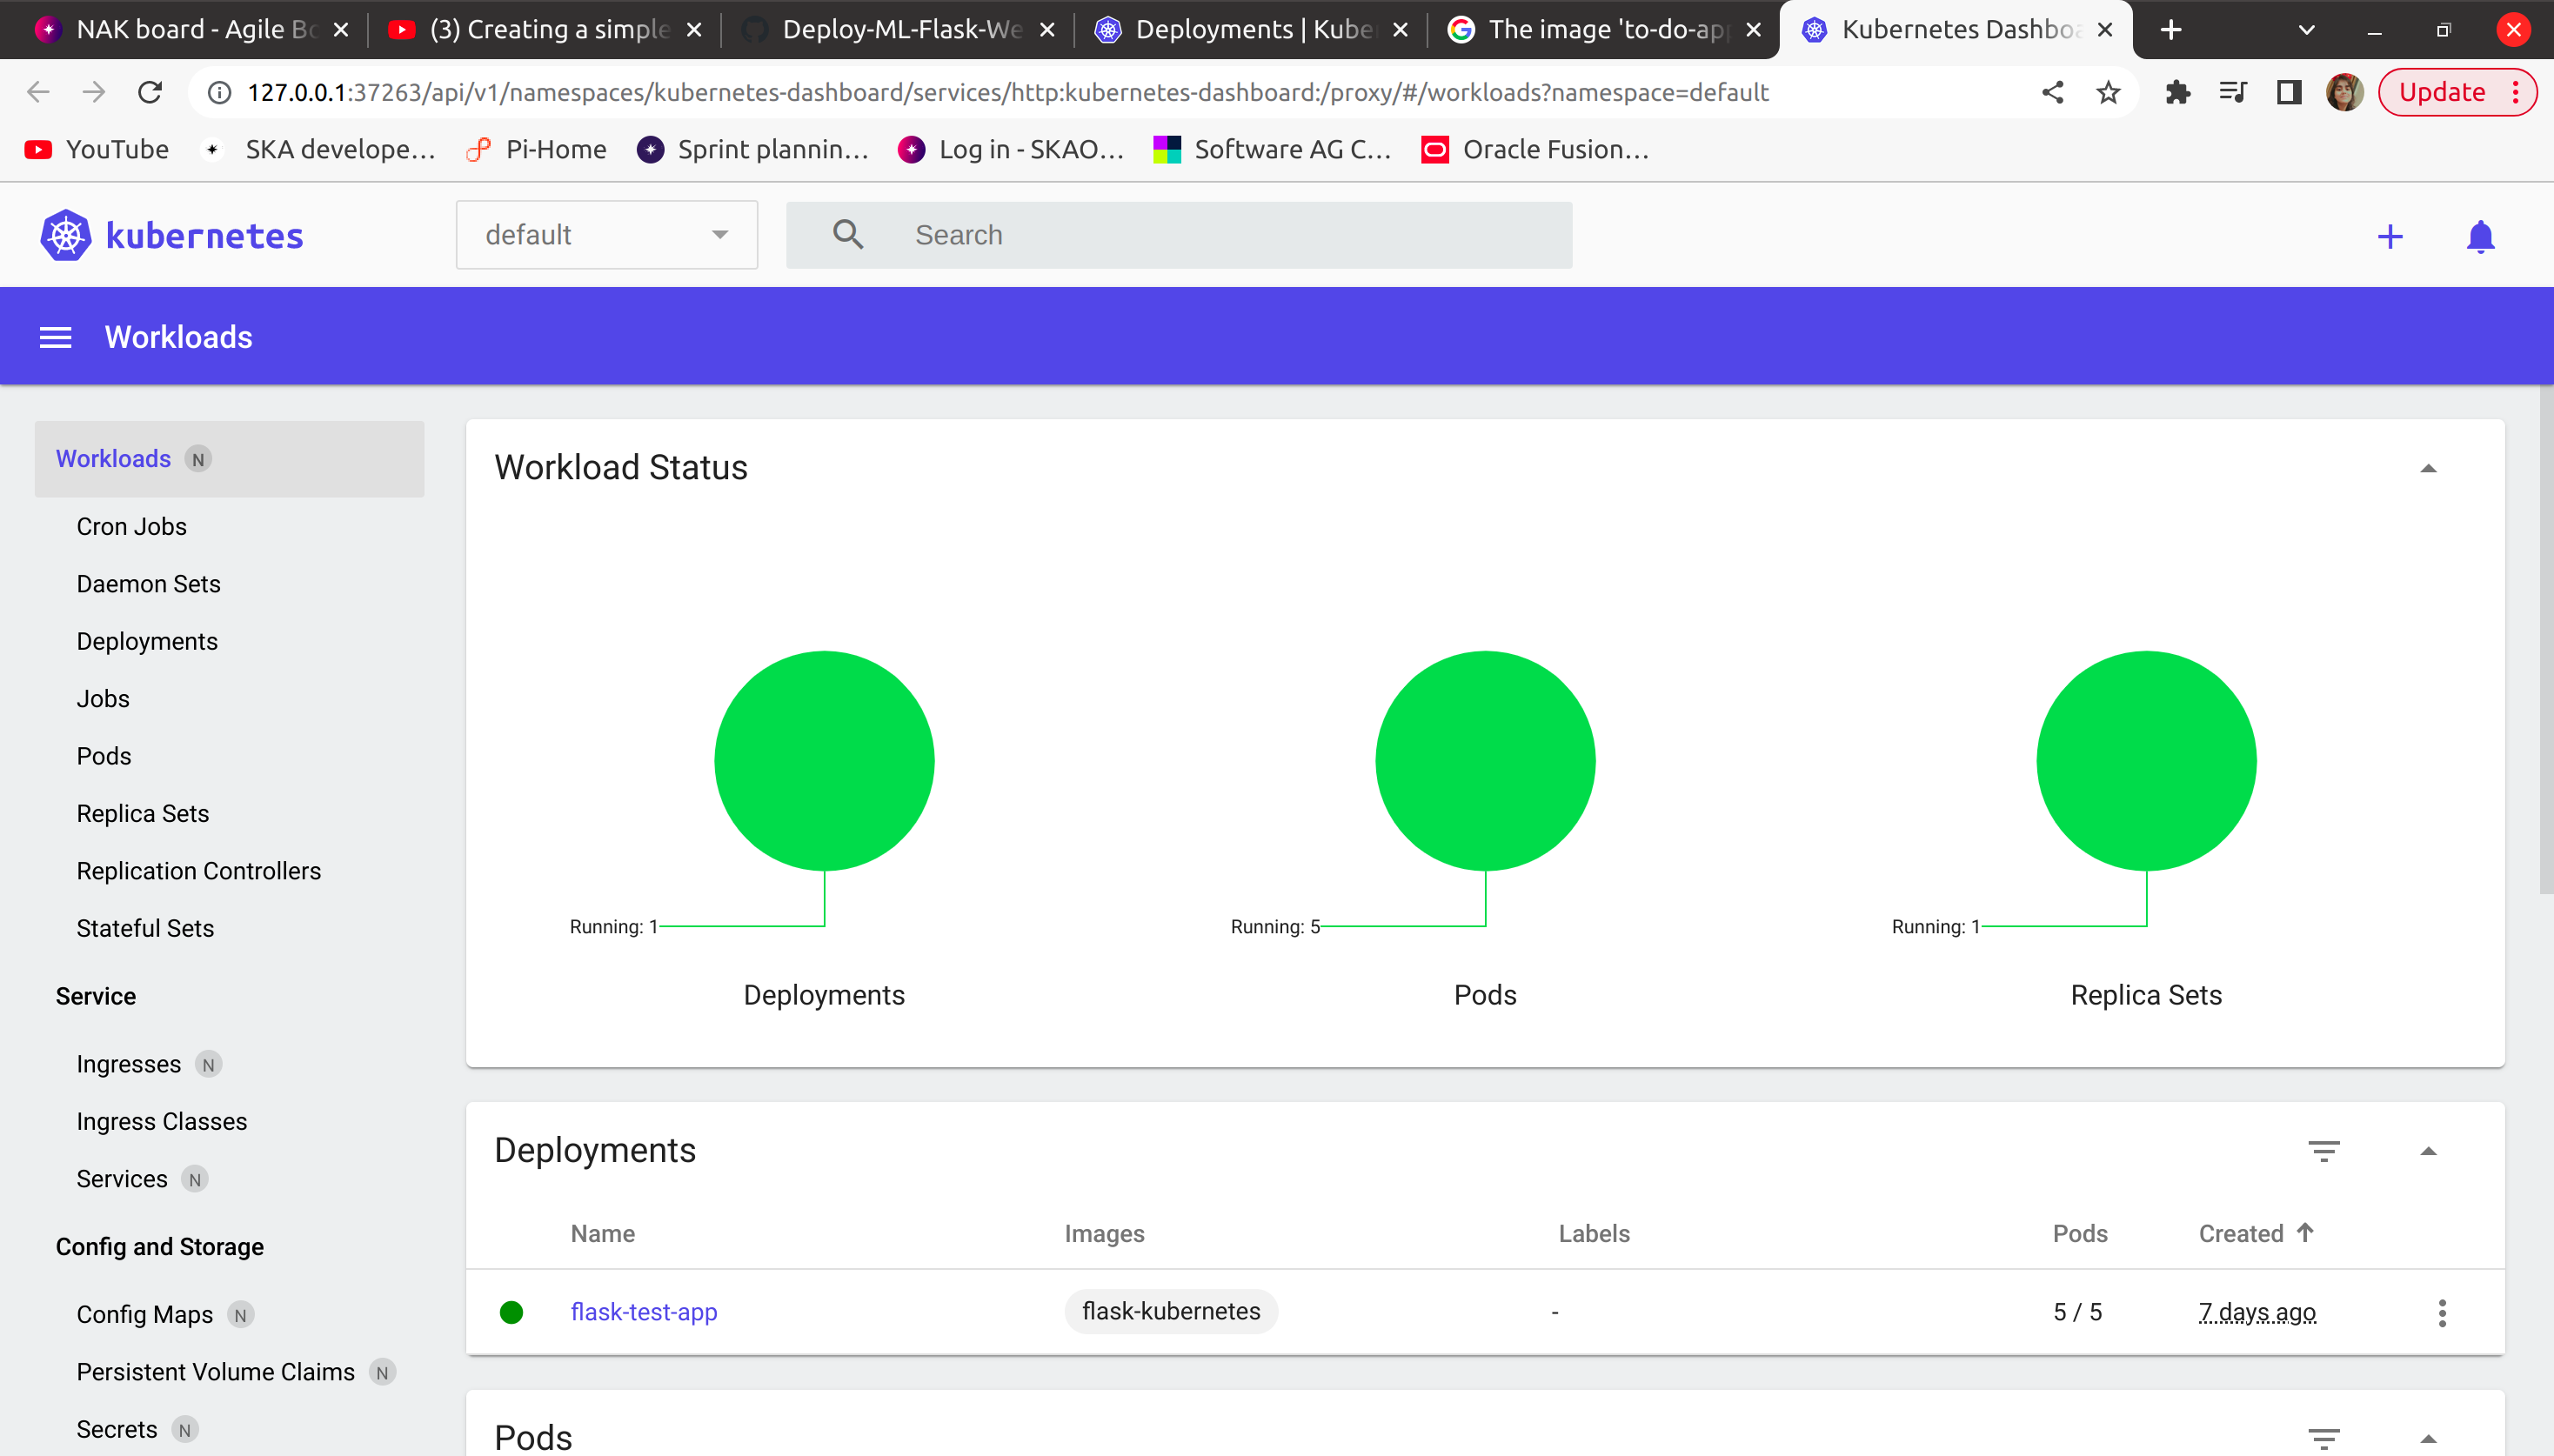 NAK board - Agile Bo
(3) Creating a simple
Deploy-ML-Flask-We
Deployments | Kube
The image 'to-do-app
Kubernetes Dashboa
127.0.0.1:37263/api/v1/namespaces/kubernetes-dashboard/services/http:kubernetes-dashboard:/proxy/#/workloads?namespace=default
Update
YouTube
SKA develope...
Pi-Home
Sprint plannin...
Log in - SKAO...
Software AG C...
Oracle Fusion...
kubernetes
default
Search
Workloads
Workloads N
Cron Jobs
Daemon Sets
Deployments
Jobs
Pods
Replica Sets
Replication Controllers
Stateful Sets
Service
Ingresses N
Ingress Classes
Services N
Config and Storage
Config Maps N
Persistent Volume Claims N
Secrets N
Workload Status
Running: 1
Deployments
Running: 5
Pods
Running: 1
Replica Sets
Deployments
Name Images Labels Pods Created
flask-test-app flask-kubernetes - 5 / 5 7 days ago
Pods